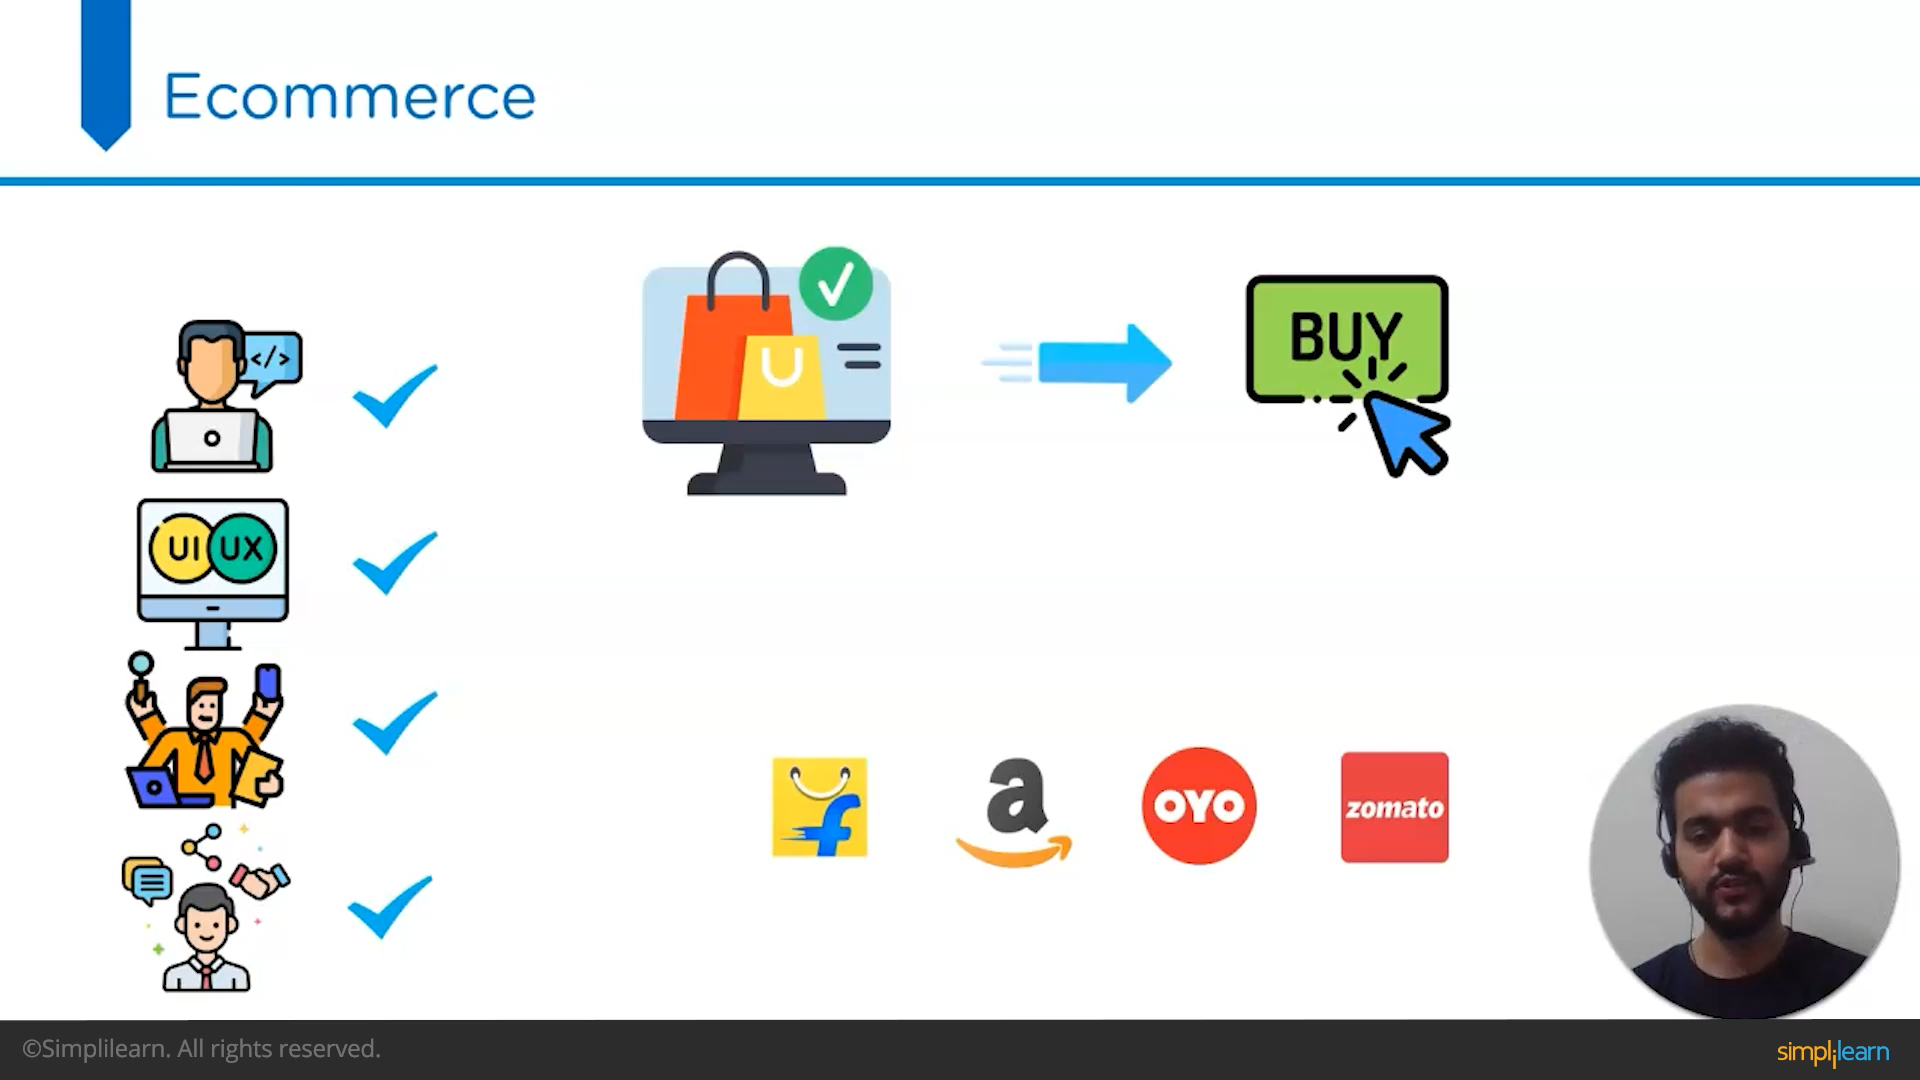 Ecommerce
</>
BUY
UI UX
f
a
OYO
zomato
©Simplilearn. All rights reserved.
simplilearn